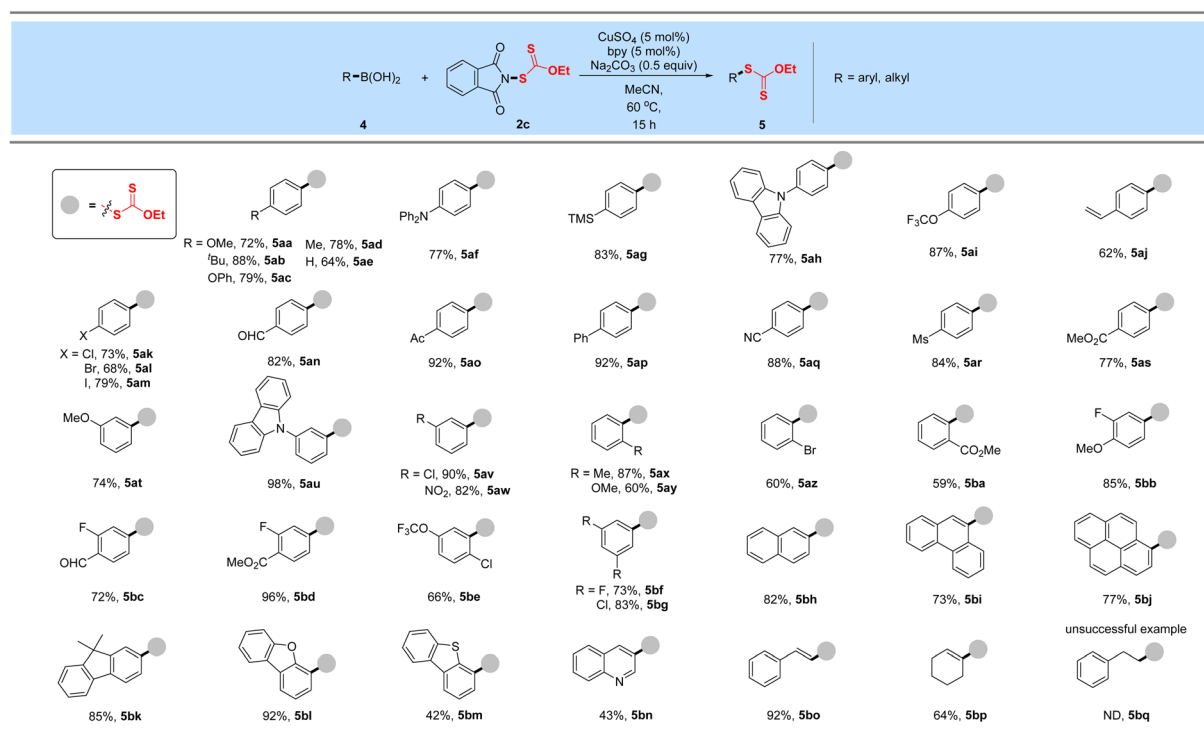 R–B(OH)₂
+
O
N–S
O
S
OEt
CuSO₄ (5 mol%)
bpy (5 mol%)
Na₂CO₃ (0.5 equiv)
MeCN,
60 ºC,
15 h
R
S
OEt
S
R = aryl, alkyl
4
2c
5
=
S
S
OEt
R
R = OMe, 72%, 5aa
Me, 78%, 5ad
ᵗBu, 88%, 5ab
H, 64%, 5ae
OPh, 79%, 5ac
NPh₂
77%, 5af
TMS
83%, 5ag
N
77%, 5ah
F₃CO
87%, 5ai
62%, 5aj
X
X = Cl, 73%, 5ak
Br, 68%, 5al
I, 79%, 5am
OHC
82%, 5an
Ac
92%, 5ao
Ph
92%, 5ap
NC
88%, 5aq
Ms
84%, 5ar
MeO₂C
77%, 5as
MeO
74%, 5at
N
98%, 5au
R
R = Cl, 90%, 5av
NO₂, 82%, 5aw
R
R = Me, 87%, 5ax
OMe, 60%, 5ay
Br
60%, 5az
CO₂Me
59%, 5ba
F
MeO
85%, 5bb
F
OHC
72%, 5bc
F
MeO₂C
96%, 5bd
F₃CO
Cl
66%, 5be
R
R
R = F, 73%, 5bf
Cl, 83%, 5bg
82%, 5bh
73%, 5bi
77%, 5bj
85%, 5bk
O
92%, 5bl
S
42%, 5bm
N
43%, 5bn
92%, 5bo
64%, 5bp
unsuccessful example
ND, 5bq